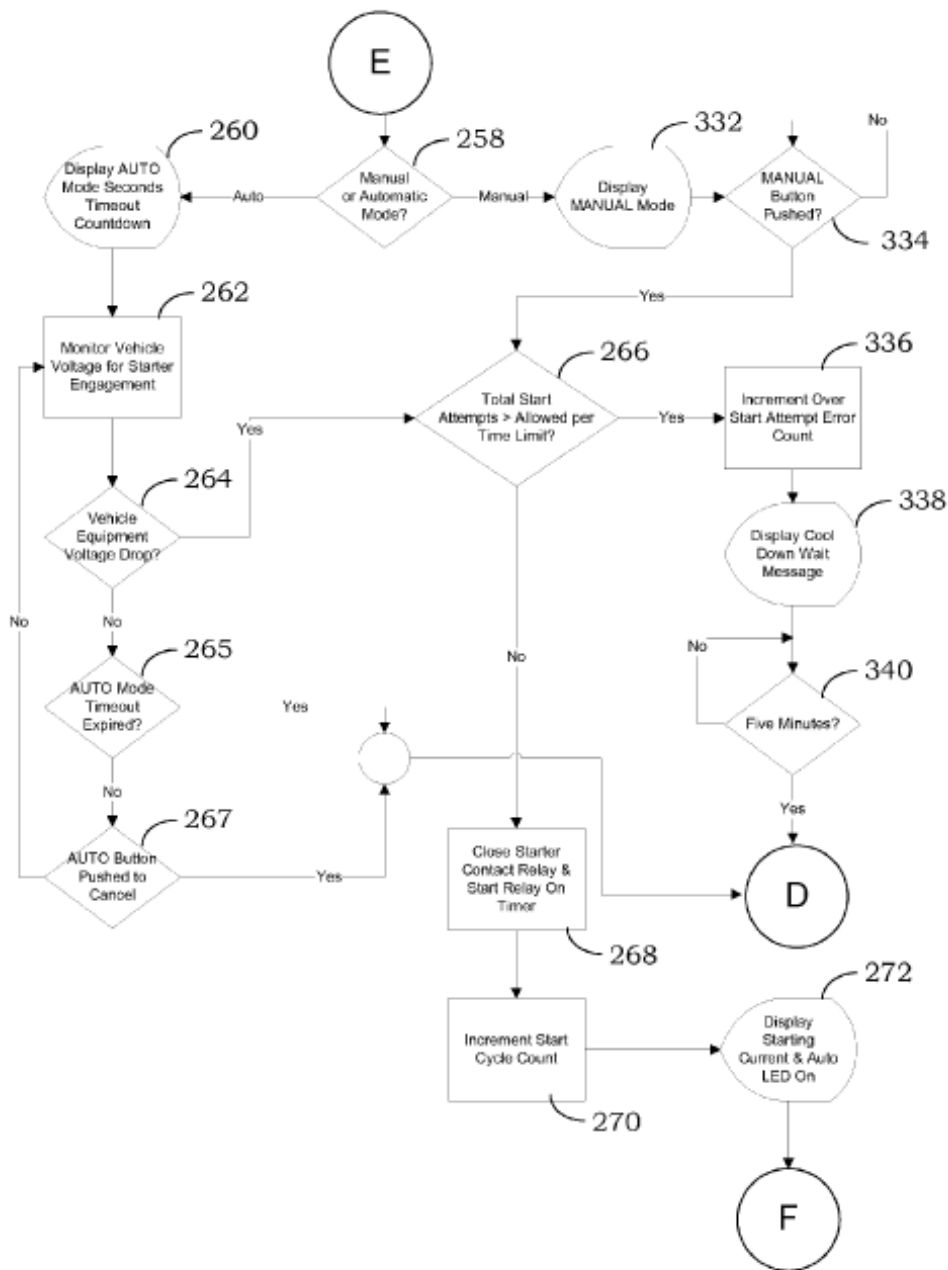 E
260
Display AUTO
Mode Seconds
Timeout
Countdown
Auto
258
Manual
or Automatic
Mode?
Manual
332
Display
MANUAL Mode
No
MANUAL
Button
Pushed?
334
Yes
262
Monitor Vehicle
Voltage for Starter
Engagement
266
Total Start
Attempts > Allowed per
Time Limit?
Yes
336
Increment Over
Start Attempt Error
Count
Yes
264
Vehicle
Equipment
Voltage Drop?
338
Display Cool
Down Wait
Message
No
No
265
AUTO Mode
Timeout
Expired?
No
No
340
Five Minutes?
Yes
Yes
No
267
AUTO Button
Pushed to
Cancel
Yes
Close Starter
Contact Relay &
Start Relay On
Timer
268
D
Increment Start
Cycle Count
270
272
Display
Starting
Current & Auto
LED On
F